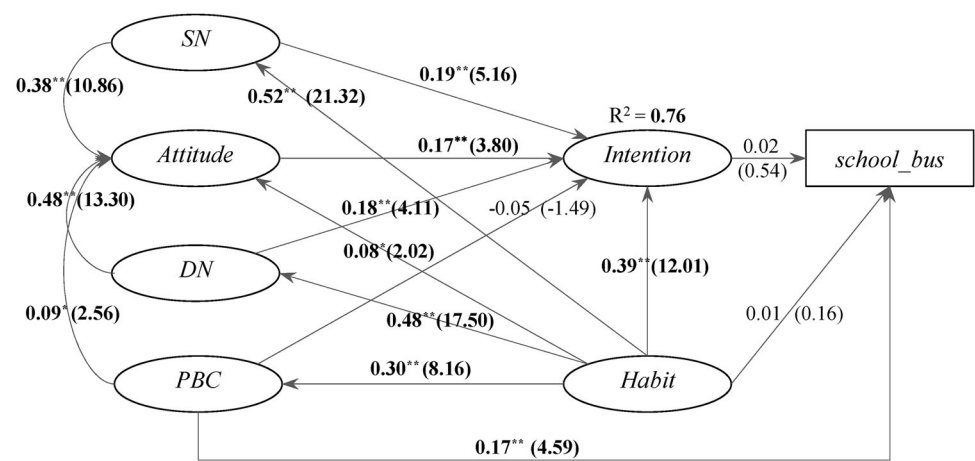 SN
0.38**(10.86)
0.19**(5.16)
0.52** (21.32)
R² = 0.76
Attitude
0.17**(3.80)
Intention
0.02
(0.54)
school_bus
0.48**(13.30)
0.18**(4.11)
-0.05 (-1.49)
0.08*(2.02)
DN
0.39**(12.01)
0.09*(2.56)
0.48**(17.50)
0.01 (0.16)
PBC
0.30**(8.16)
Habit
0.17** (4.59)